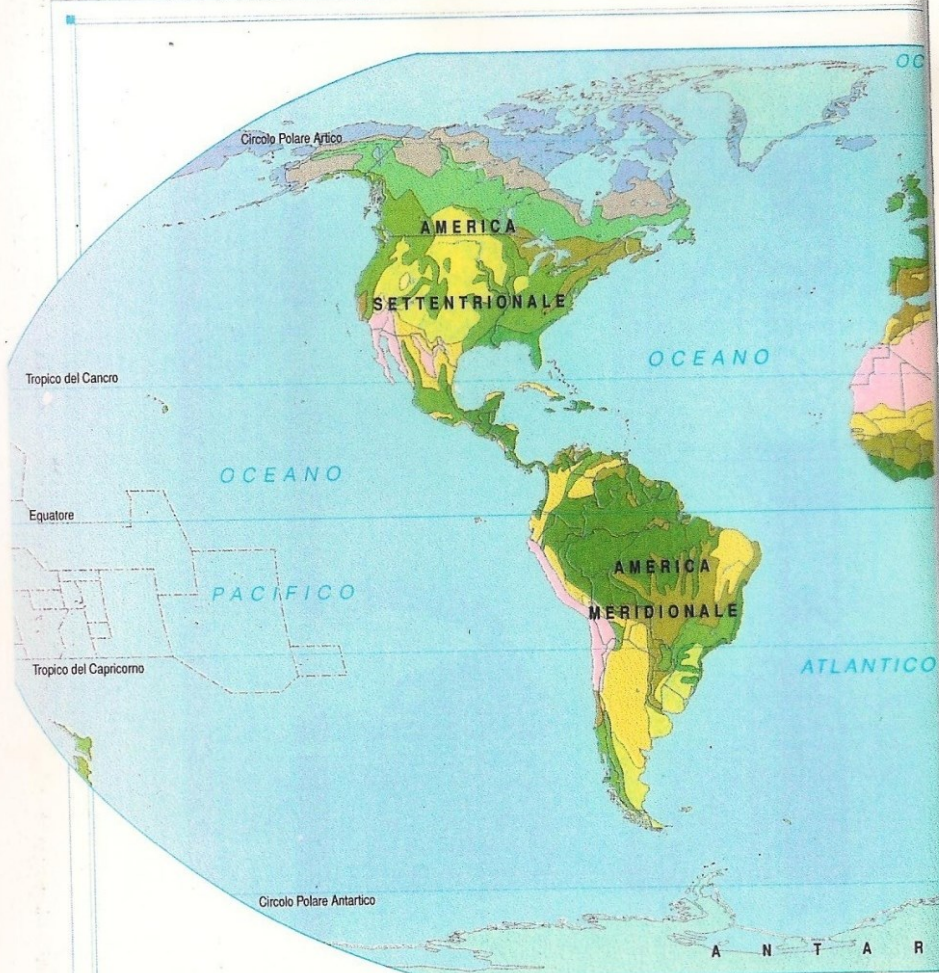 OC
Circolo Polare Artico
AMERICA
SETTENTRIONALE
OCEANO
Tropico del Cancro
OCEANO
Equatore
AMERICA
PACIFICO
MERIDIONALE
ATLANTICO
Tropico del Capricorno
Circolo Polare Antartico
ANTAR